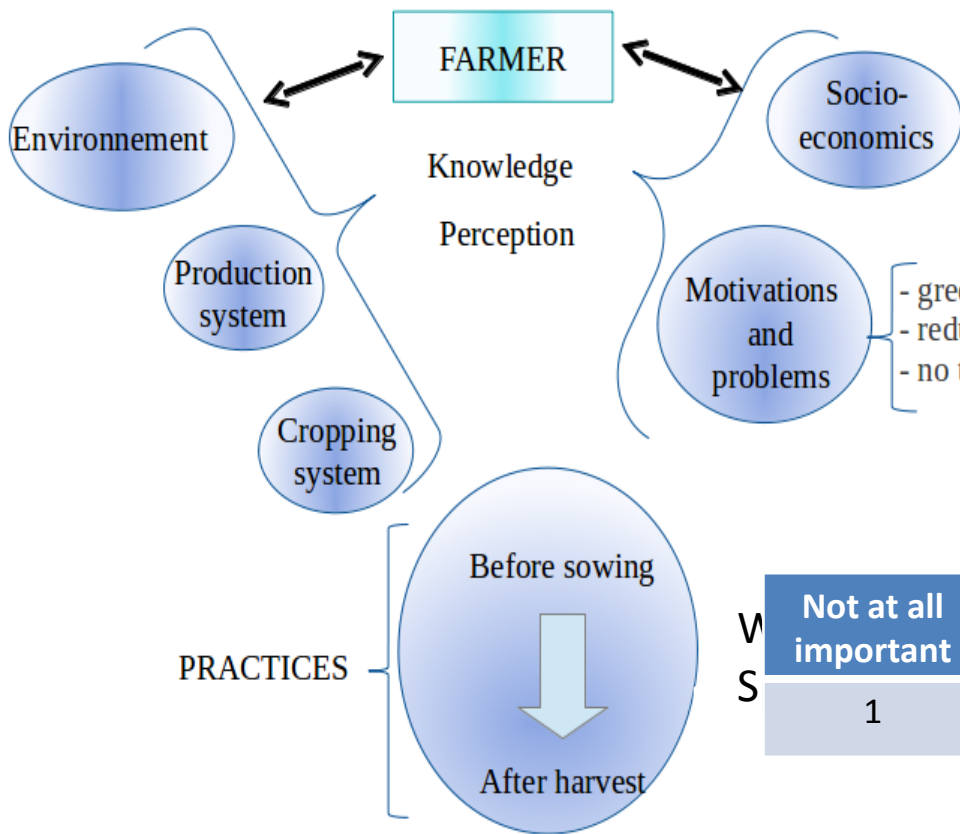 FARMER
Environnement
Socio-
economics
Knowledge
Perception
Production
system
Motivations
and
problems
-
-
- no
Cropping
system
Before sowing
PRACTICES
After harvest
Not at all
important
1